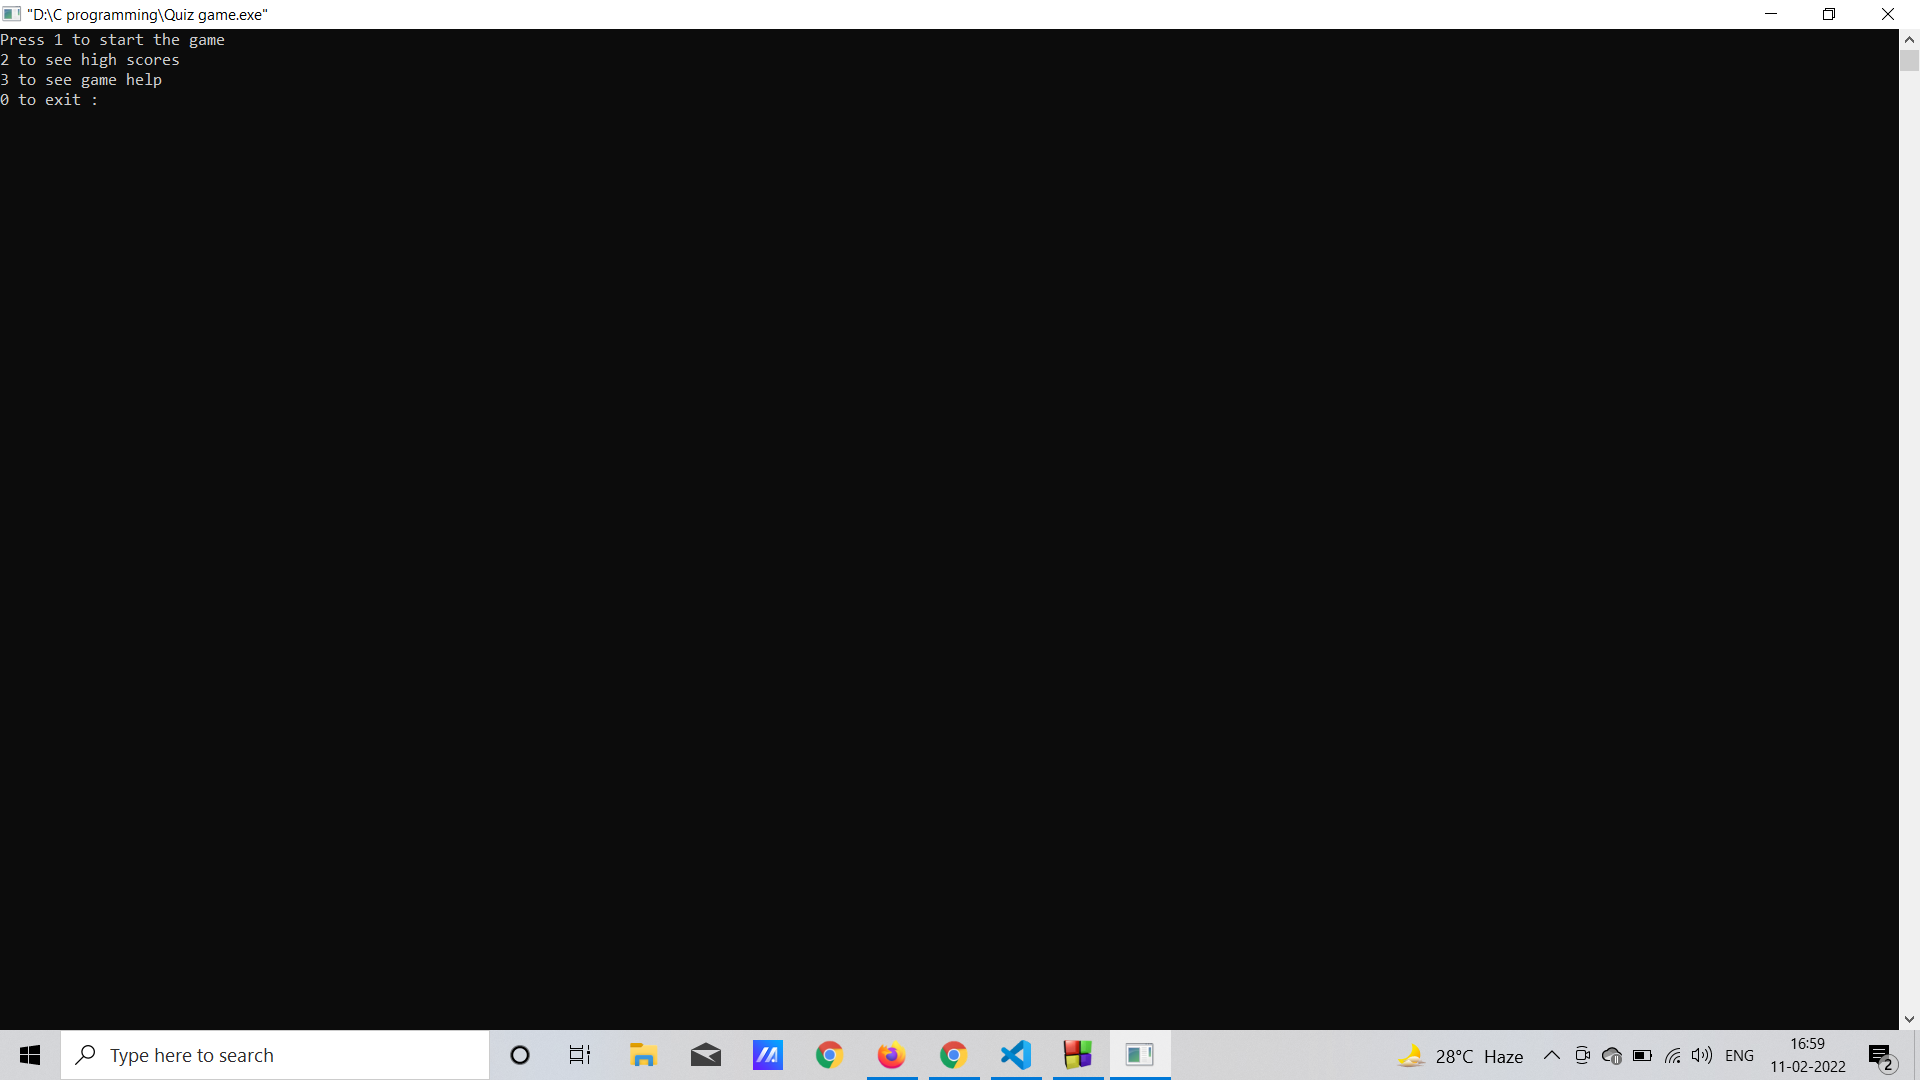 "D:\C programming\Quiz game.exe"
Press 1 to start the game
2 to see high scores
3 to see game help
0 to exit :
Type here to search
28°C Haze
ENG
16:59
11-02-2022
2